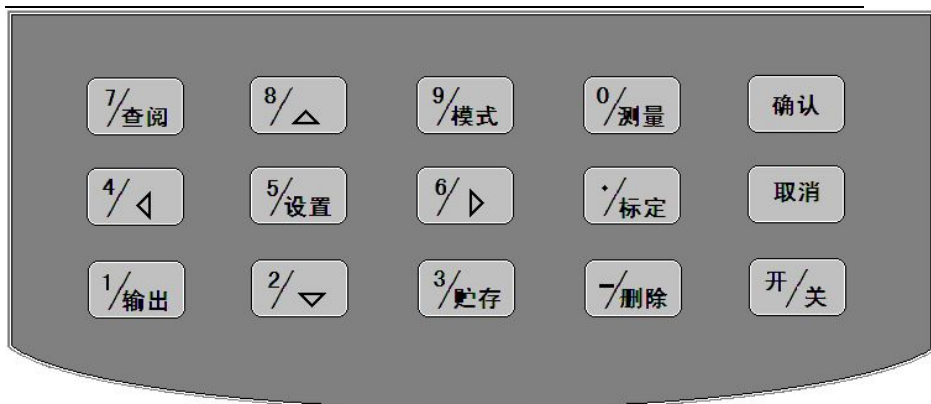 7/查阅 8/△ 9/模式 0/测量 确认
4/◁ 5/设置 6/▷ ·/标定 取消
1/输出 2/▽ 3/贮存 -/删除 开/关